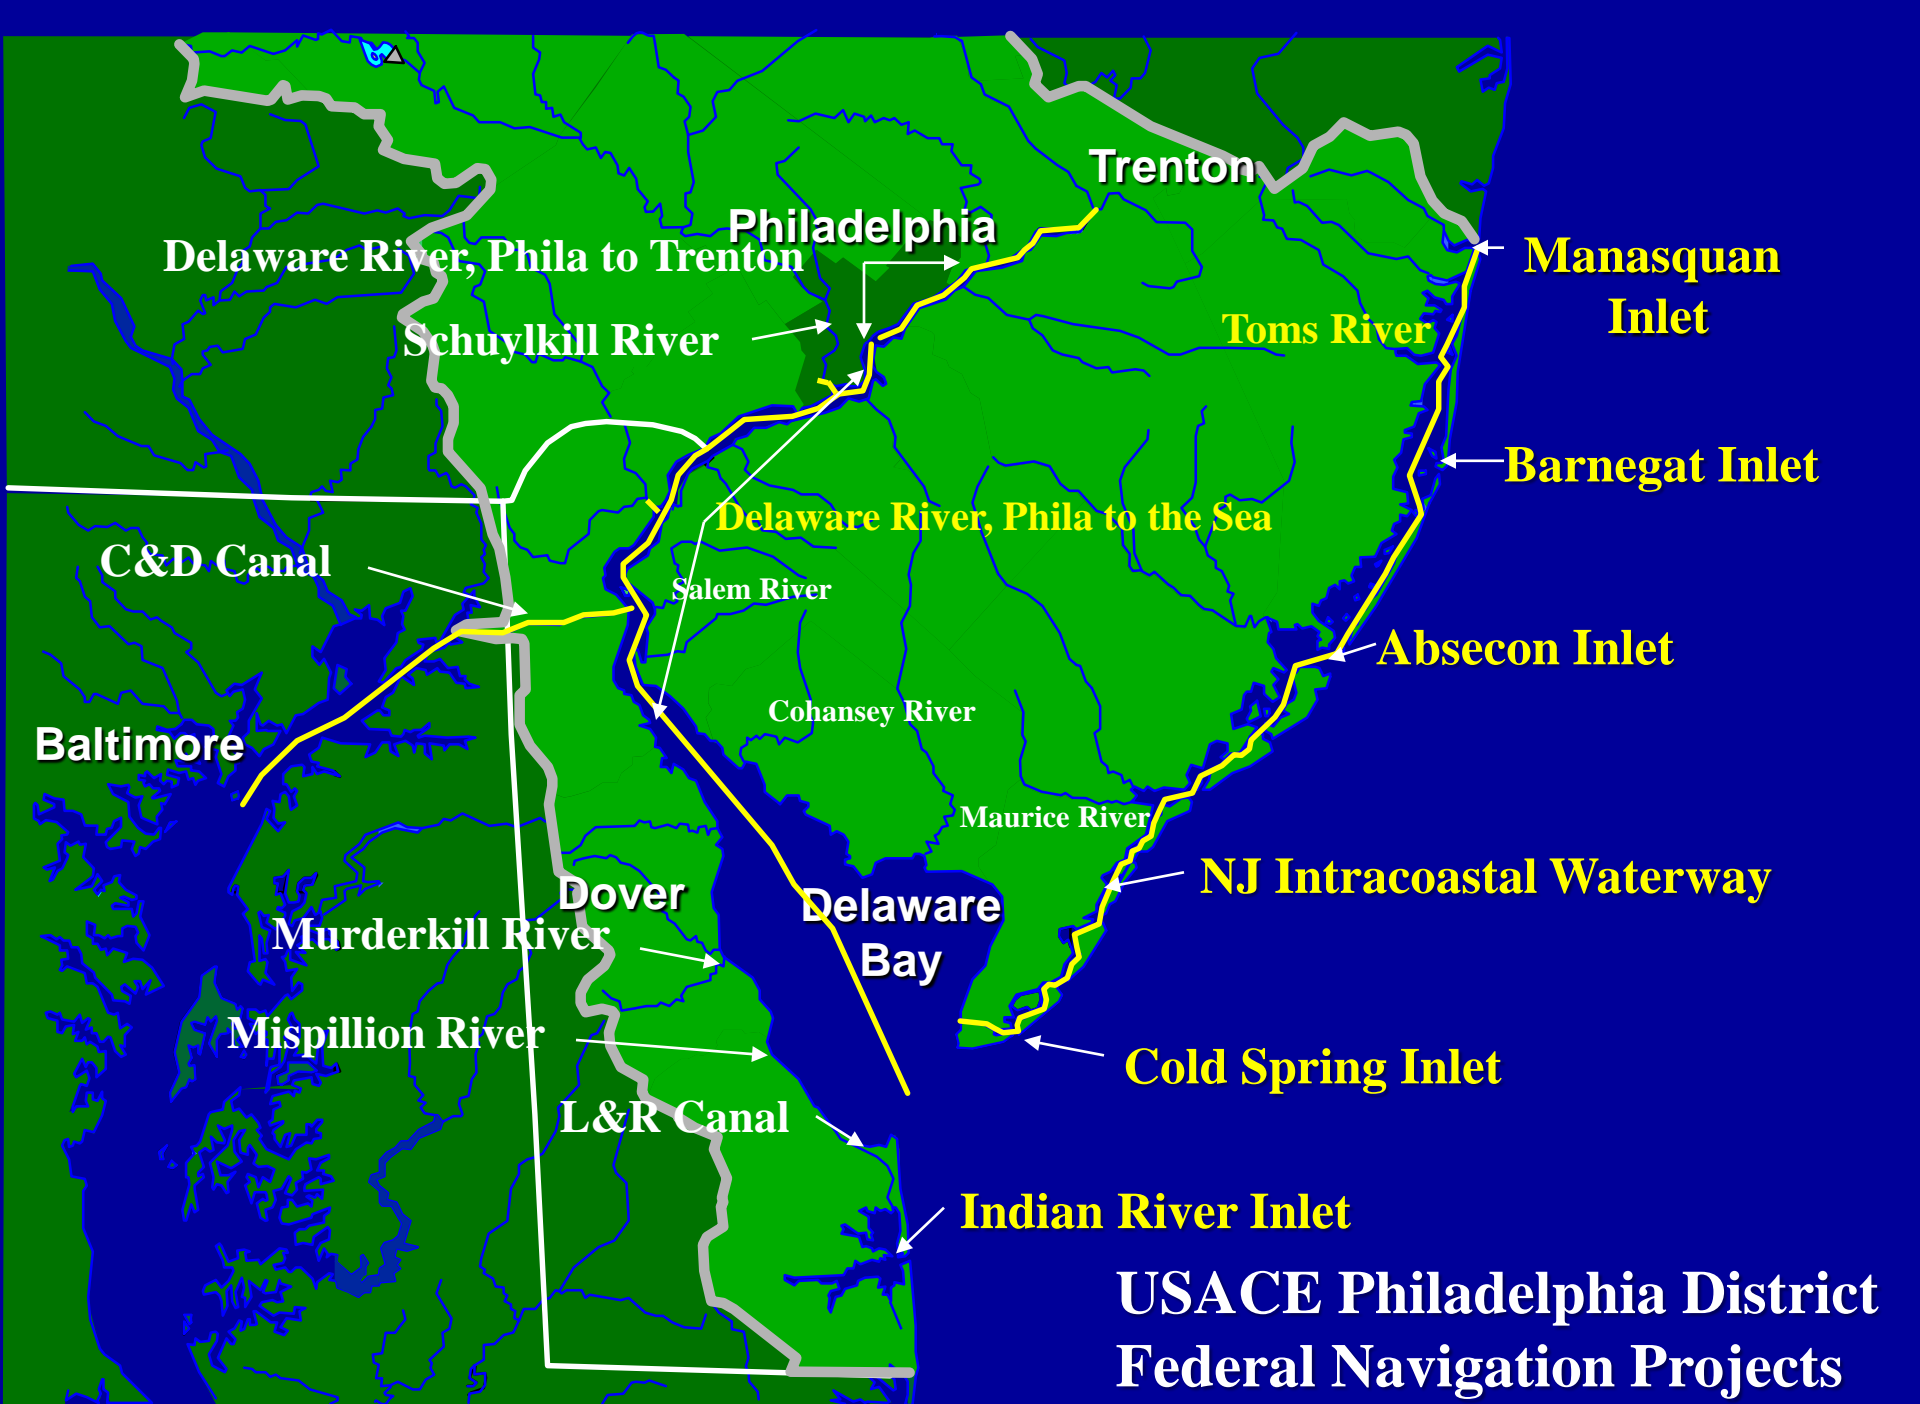 Trenton
Philadelphia
Delaware River, Phila to Trenton
Manasquan
Inlet
Schuylkill River
Toms River
Barnegat Inlet
Delaware River, Phila to the Sea
C&D Canal
Salem River
Absecon Inlet
Cohansey River
Baltimore
Maurice River
NJ Intracoastal Waterway
Dover
Delaware
Bay
Murderkill River
Mispillion River
Cold Spring Inlet
L&R Canal
Indian River Inlet
USACE Philadelphia District
Federal Navigation Projects